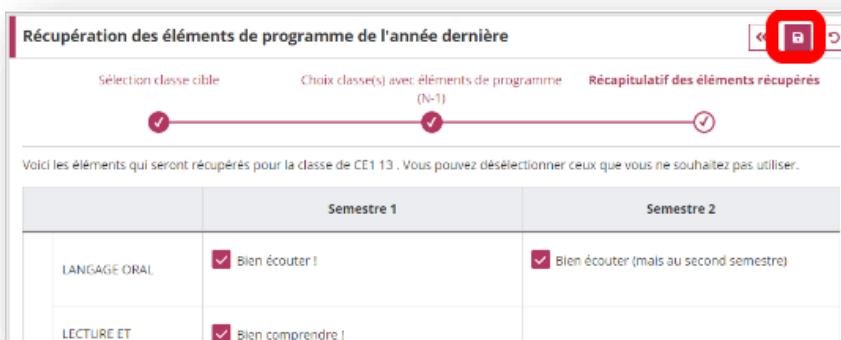 Récupération des éléments de programme de l'année dernière
Sélection classe cible
Choix classe(s) avec éléments de programme
(N-1)
Récapitulatif des éléments récupérés
Voici les éléments qui seront récupérés pour la classe de CE1 13 . Vous pouvez désélectionner ceux que vous ne souhaitez pas utiliser.
Semestre 1
Semestre 2
LANGAGE ORAL
Bien écouter !
Bien écouter (mais au second semestre)
LECTURE ET
Bien comprendre !